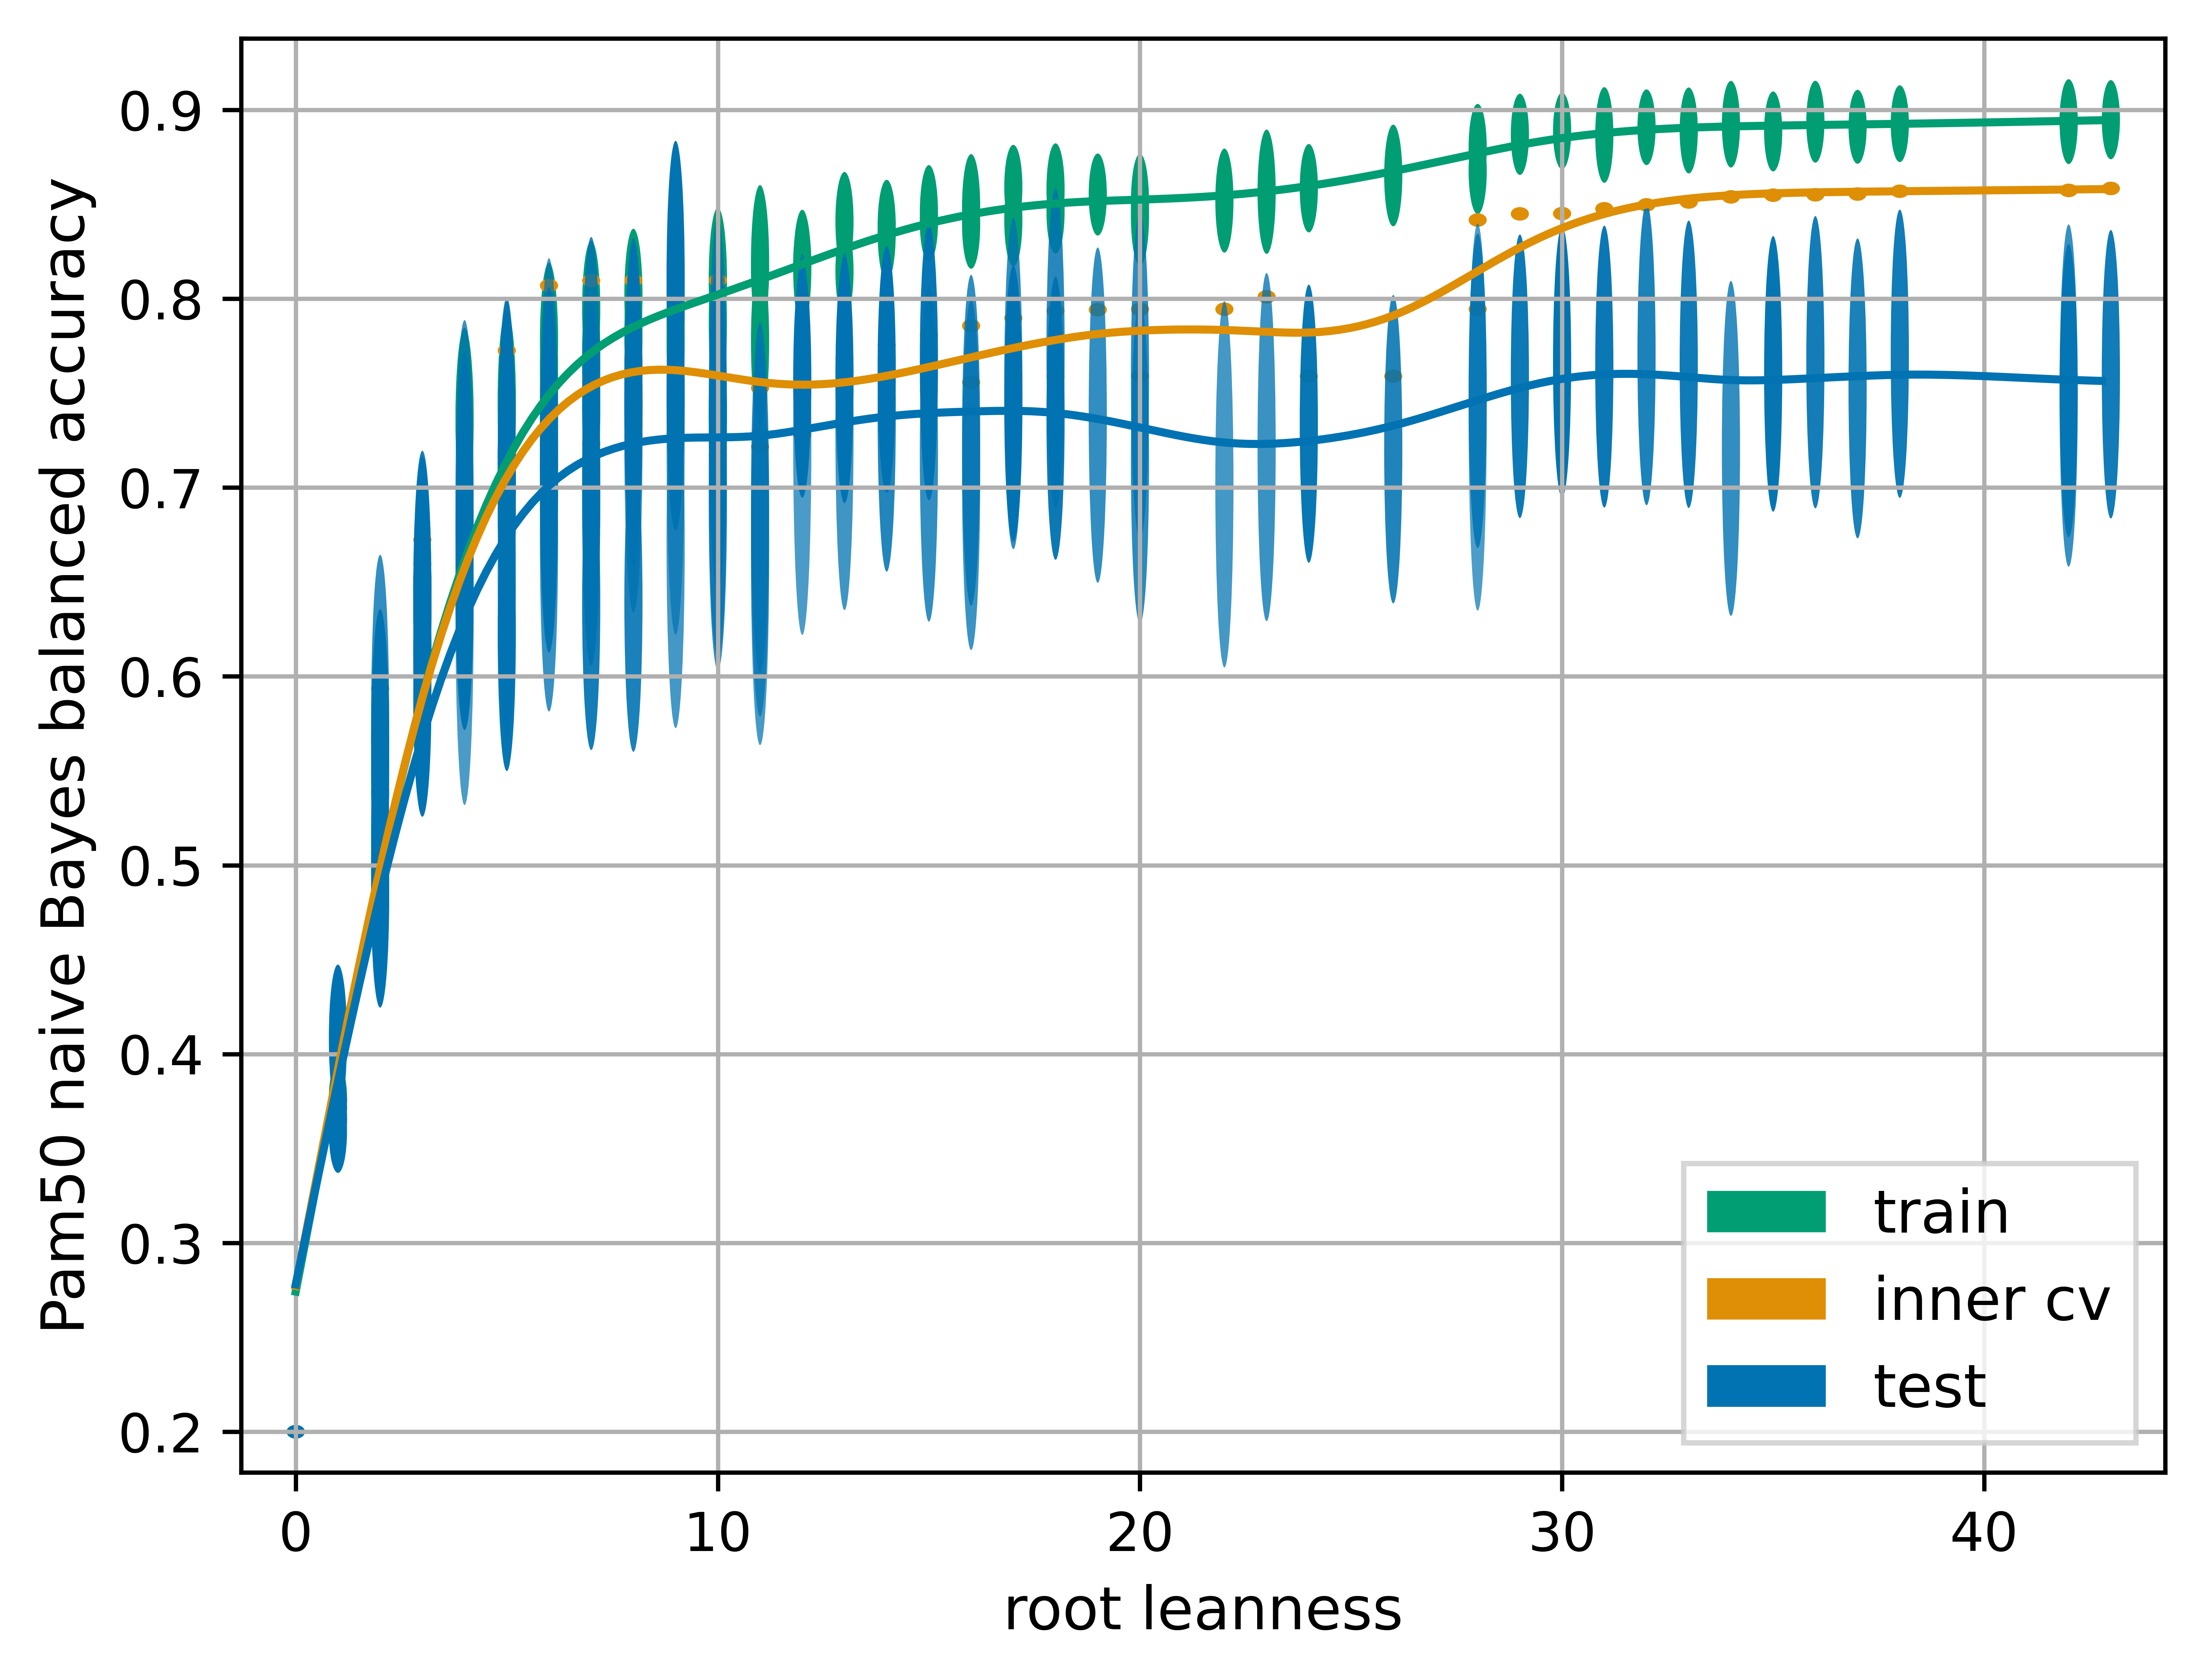 Pam50 naive Bayes balanced accuracy
0.9
0.8
0.7
0.6
0.5
0.4
0.3
0.2
0 10 20 30 40
root leanness
train
inner cv
test